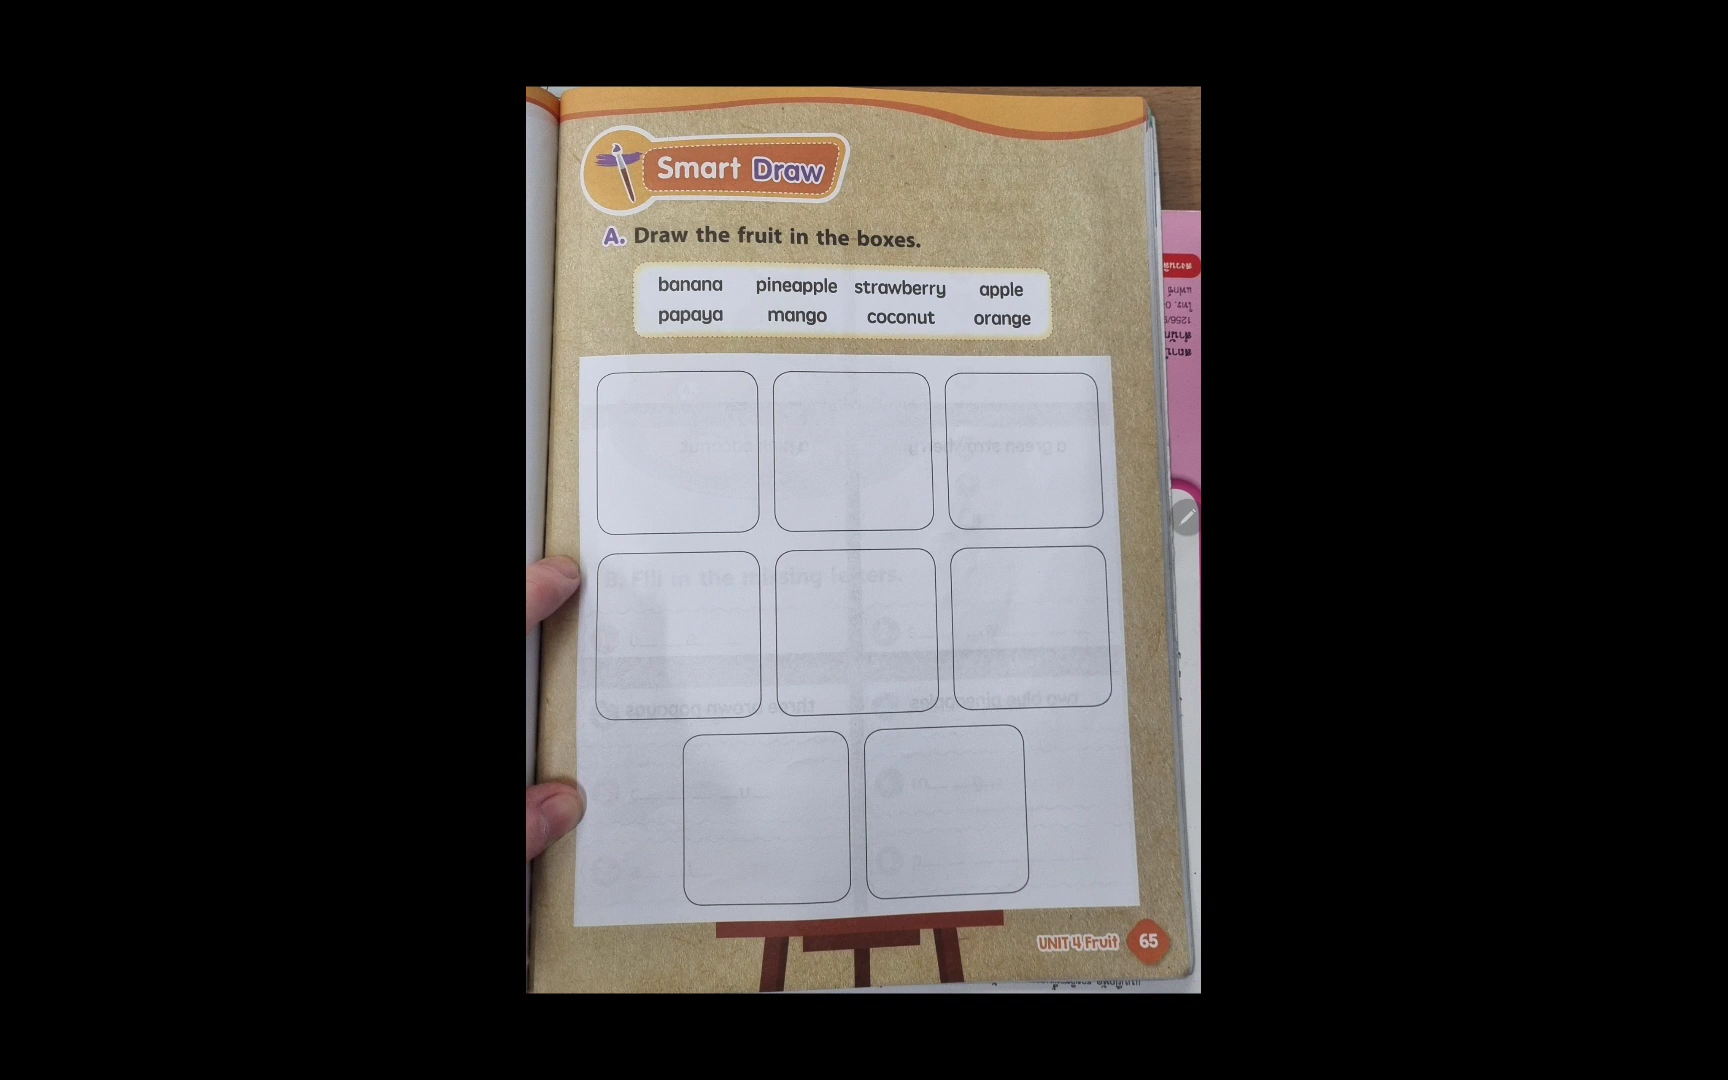 Smart Draw
A. Draw the fruit in the boxes.
banana pineapple strawberry apple
papaya mango coconut orange
UNIT 4 Fruit 65